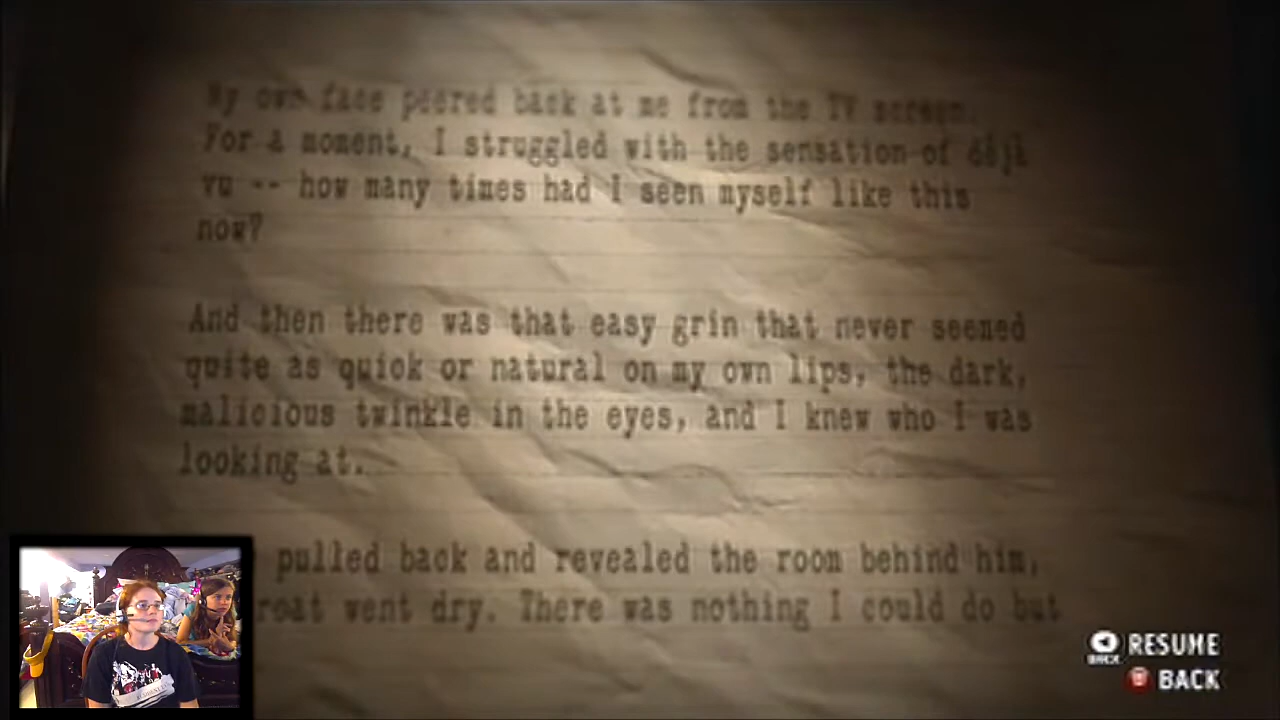 My own face peered back at me from the TV screen.
For a moment, I struggled with the sensation of déjà
vu -- how many times had I seen myself like this
now?
And then there was that easy grin that never seemed
quite as quick or natural on my own lips, the dark,
malicious twinkle in the eyes, and I knew who I was
looking at.
pulled back and revealed the room behind him,
roat went dry. There was nothing I could do but
BACK RESUME
BACK